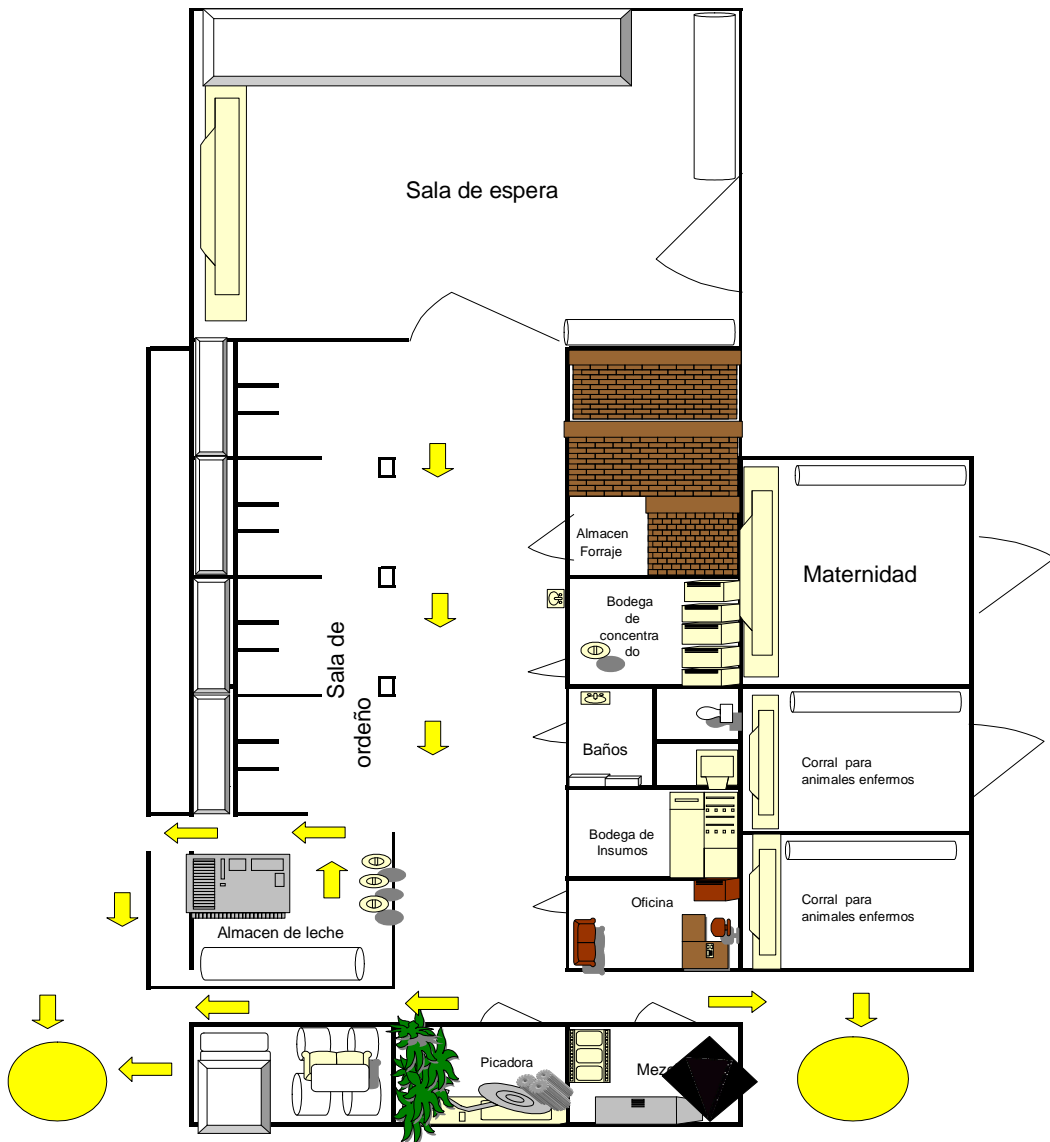 Sala de espera
Almacen
Forraje
Maternidad
Bodega
de
concentra
do
Sala de
ordeño
Baños
Corral para
animales enfermos
Bodega de
Insumos
Oficina
Corral para
animales enfermos
Almacen de leche
Picadora